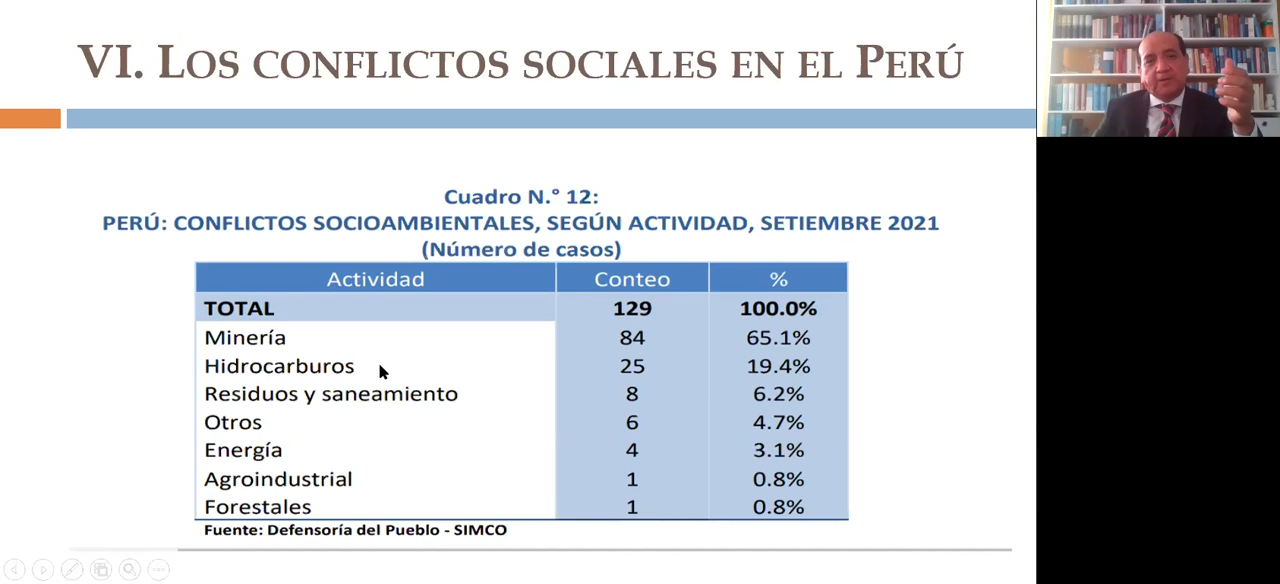 VI. LOS CONFLICTOS SOCIALES EN EL PERÚ
Cuadro N.° 12:
PERÚ: CONFLICTOS SOCIOAMBIENTALES, SEGÚN ACTIVIDAD, SETIEMBRE 2021
(Número de casos)
Actividad Conteo %
TOTAL 129 100.0%
Minería 84 65.1%
Hidrocarburos 25 19.4%
Residuos y saneamiento 8 6.2%
Otros 6 4.7%
Energía 4 3.1%
Agroindustrial 1 0.8%
Forestales 1 0.8%
Fuente: Defensoría del Pueblo - SIMCO